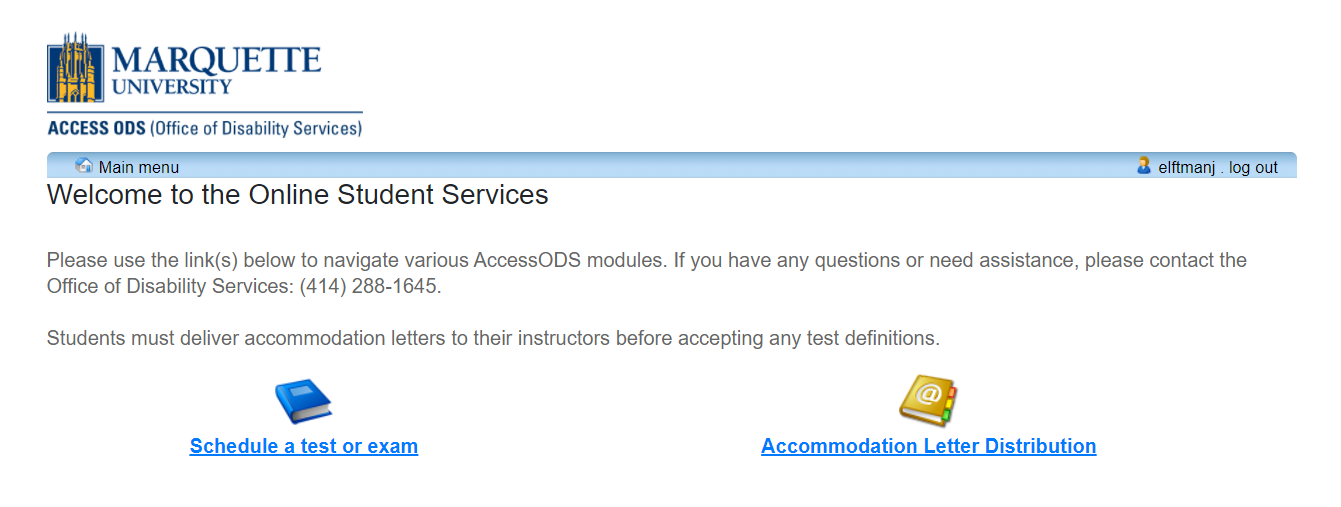 MARQUETTE
UNIVERSITY
ACCESS ODS (Office of Disability Services)
Main menu
elftmanj . log out
Welcome to the Online Student Services
Please use the link(s) below to navigate various AccessODS modules. If you have any questions or need assistance, please contact the
Office of Disability Services: (414) 288-1645.
Students must deliver accommodation letters to their instructors before accepting any test definitions.
@
Schedule a test or exam
Accommodation Letter Distribution